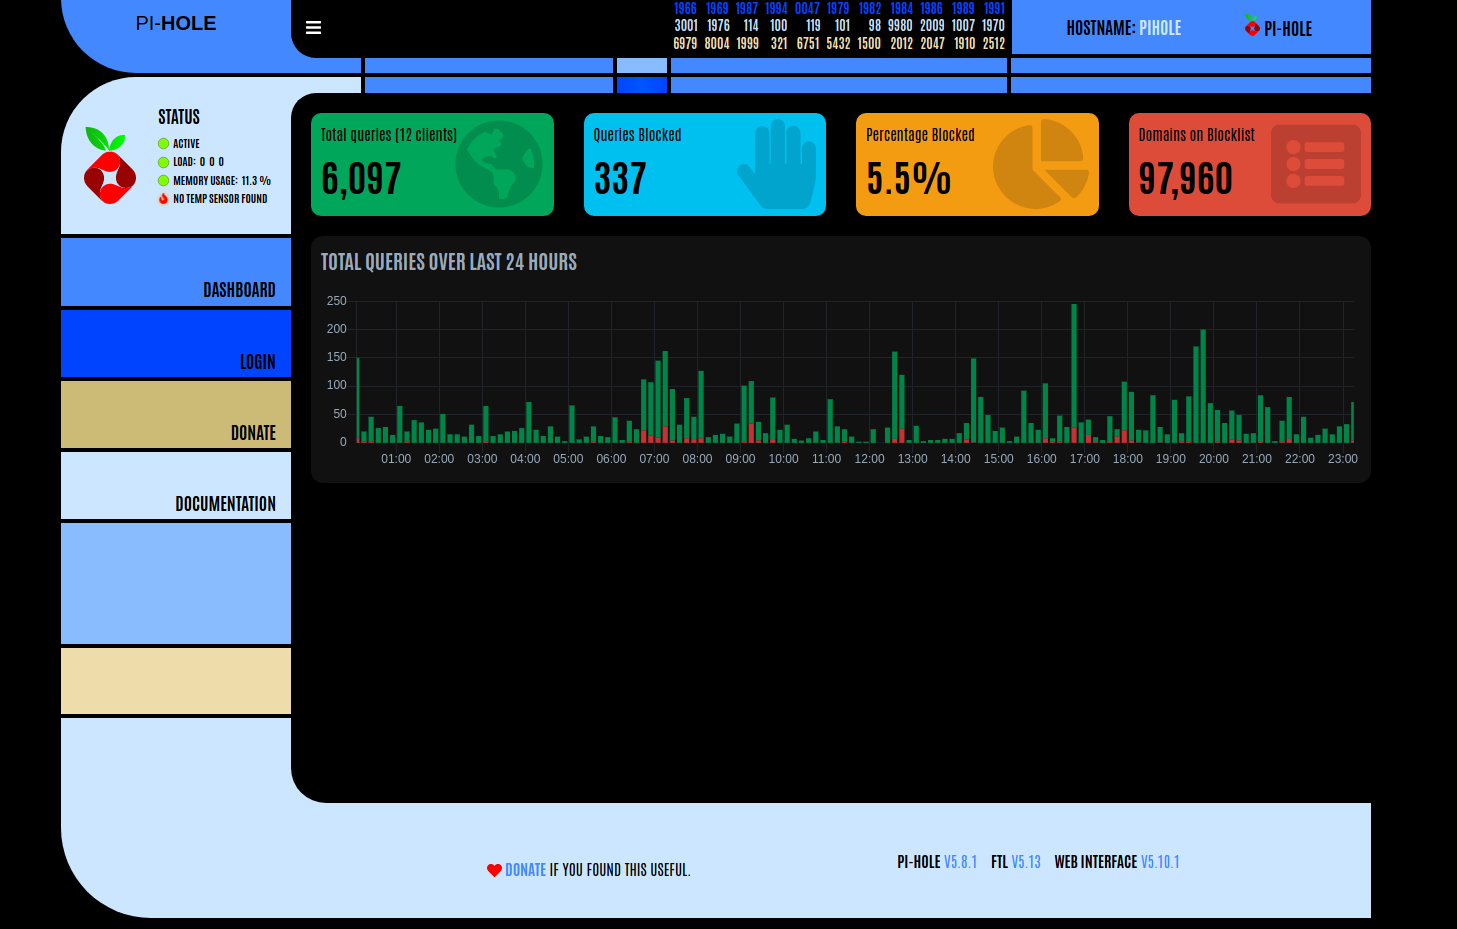 PI-HOLE
1966 1969 1987 1994 0047 1979 1982 1984 1986 1989 1991
3001 1976 114 100 119 101 98 9980 2009 1007 1970
6979 8004 1999 321 6751 5432 1500 2012 2047 1910 2512
HOSTNAME: PIHOLE
PI-HOLE
STATUS
ACTIVE
LOAD: 0 0 0
MEMORY USAGE: 11.3 %
NO TEMP SENSOR FOUND
DASHBOARD
LOGIN
DONATE
DOCUMENTATION
Total queries (12 clients)
6,097
Queries Blocked
337
Percentage Blocked
5.5%
Domains on Blocklist
97,960
TOTAL QUERIES OVER LAST 24 HOURS
250
200
150
100
50
0
01:00 02:00 03:00 04:00 05:00 06:00 07:00 08:00 09:00 10:00 11:00 12:00 13:00 14:00 15:00 16:00 17:00 18:00 19:00 20:00 21:00 22:00 23:00
DONATE IF YOU FOUND THIS USEFUL.
PI-HOLE V5.8.1 FTL V5.13 WEB INTERFACE V5.10.1